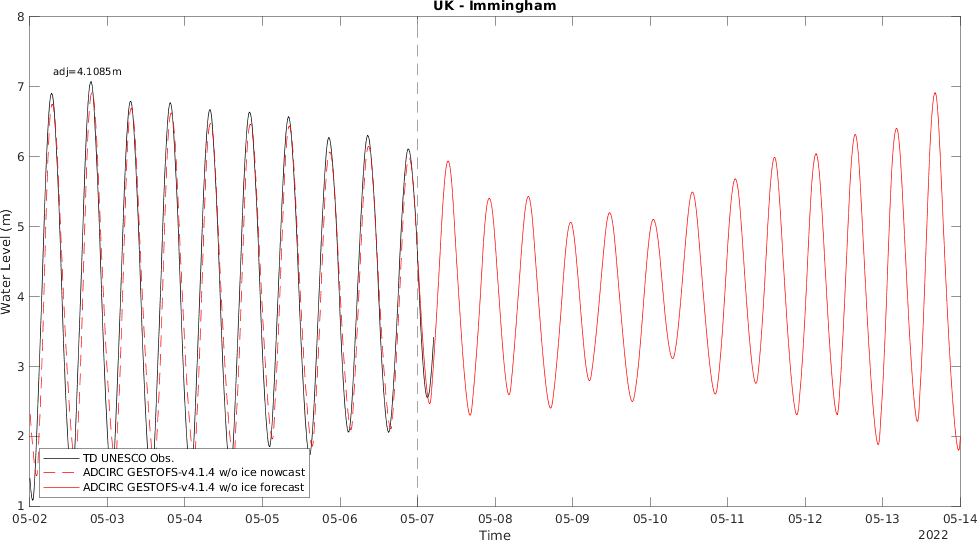 UK - Immingham
adj=4.1085m
Water Level (m)
8
7
6
5
4
3
2
1
TD UNESCO Obs.
ADCIRC GESTOFS-v4.1.4 w/o ice nowcast
ADCIRC GESTOFS-v4.1.4 w/o ice forecast
05-02 05-03 05-04 05-05 05-06 05-07 05-08 05-09 05-10 05-11 05-12 05-13 05-14
Time
2022